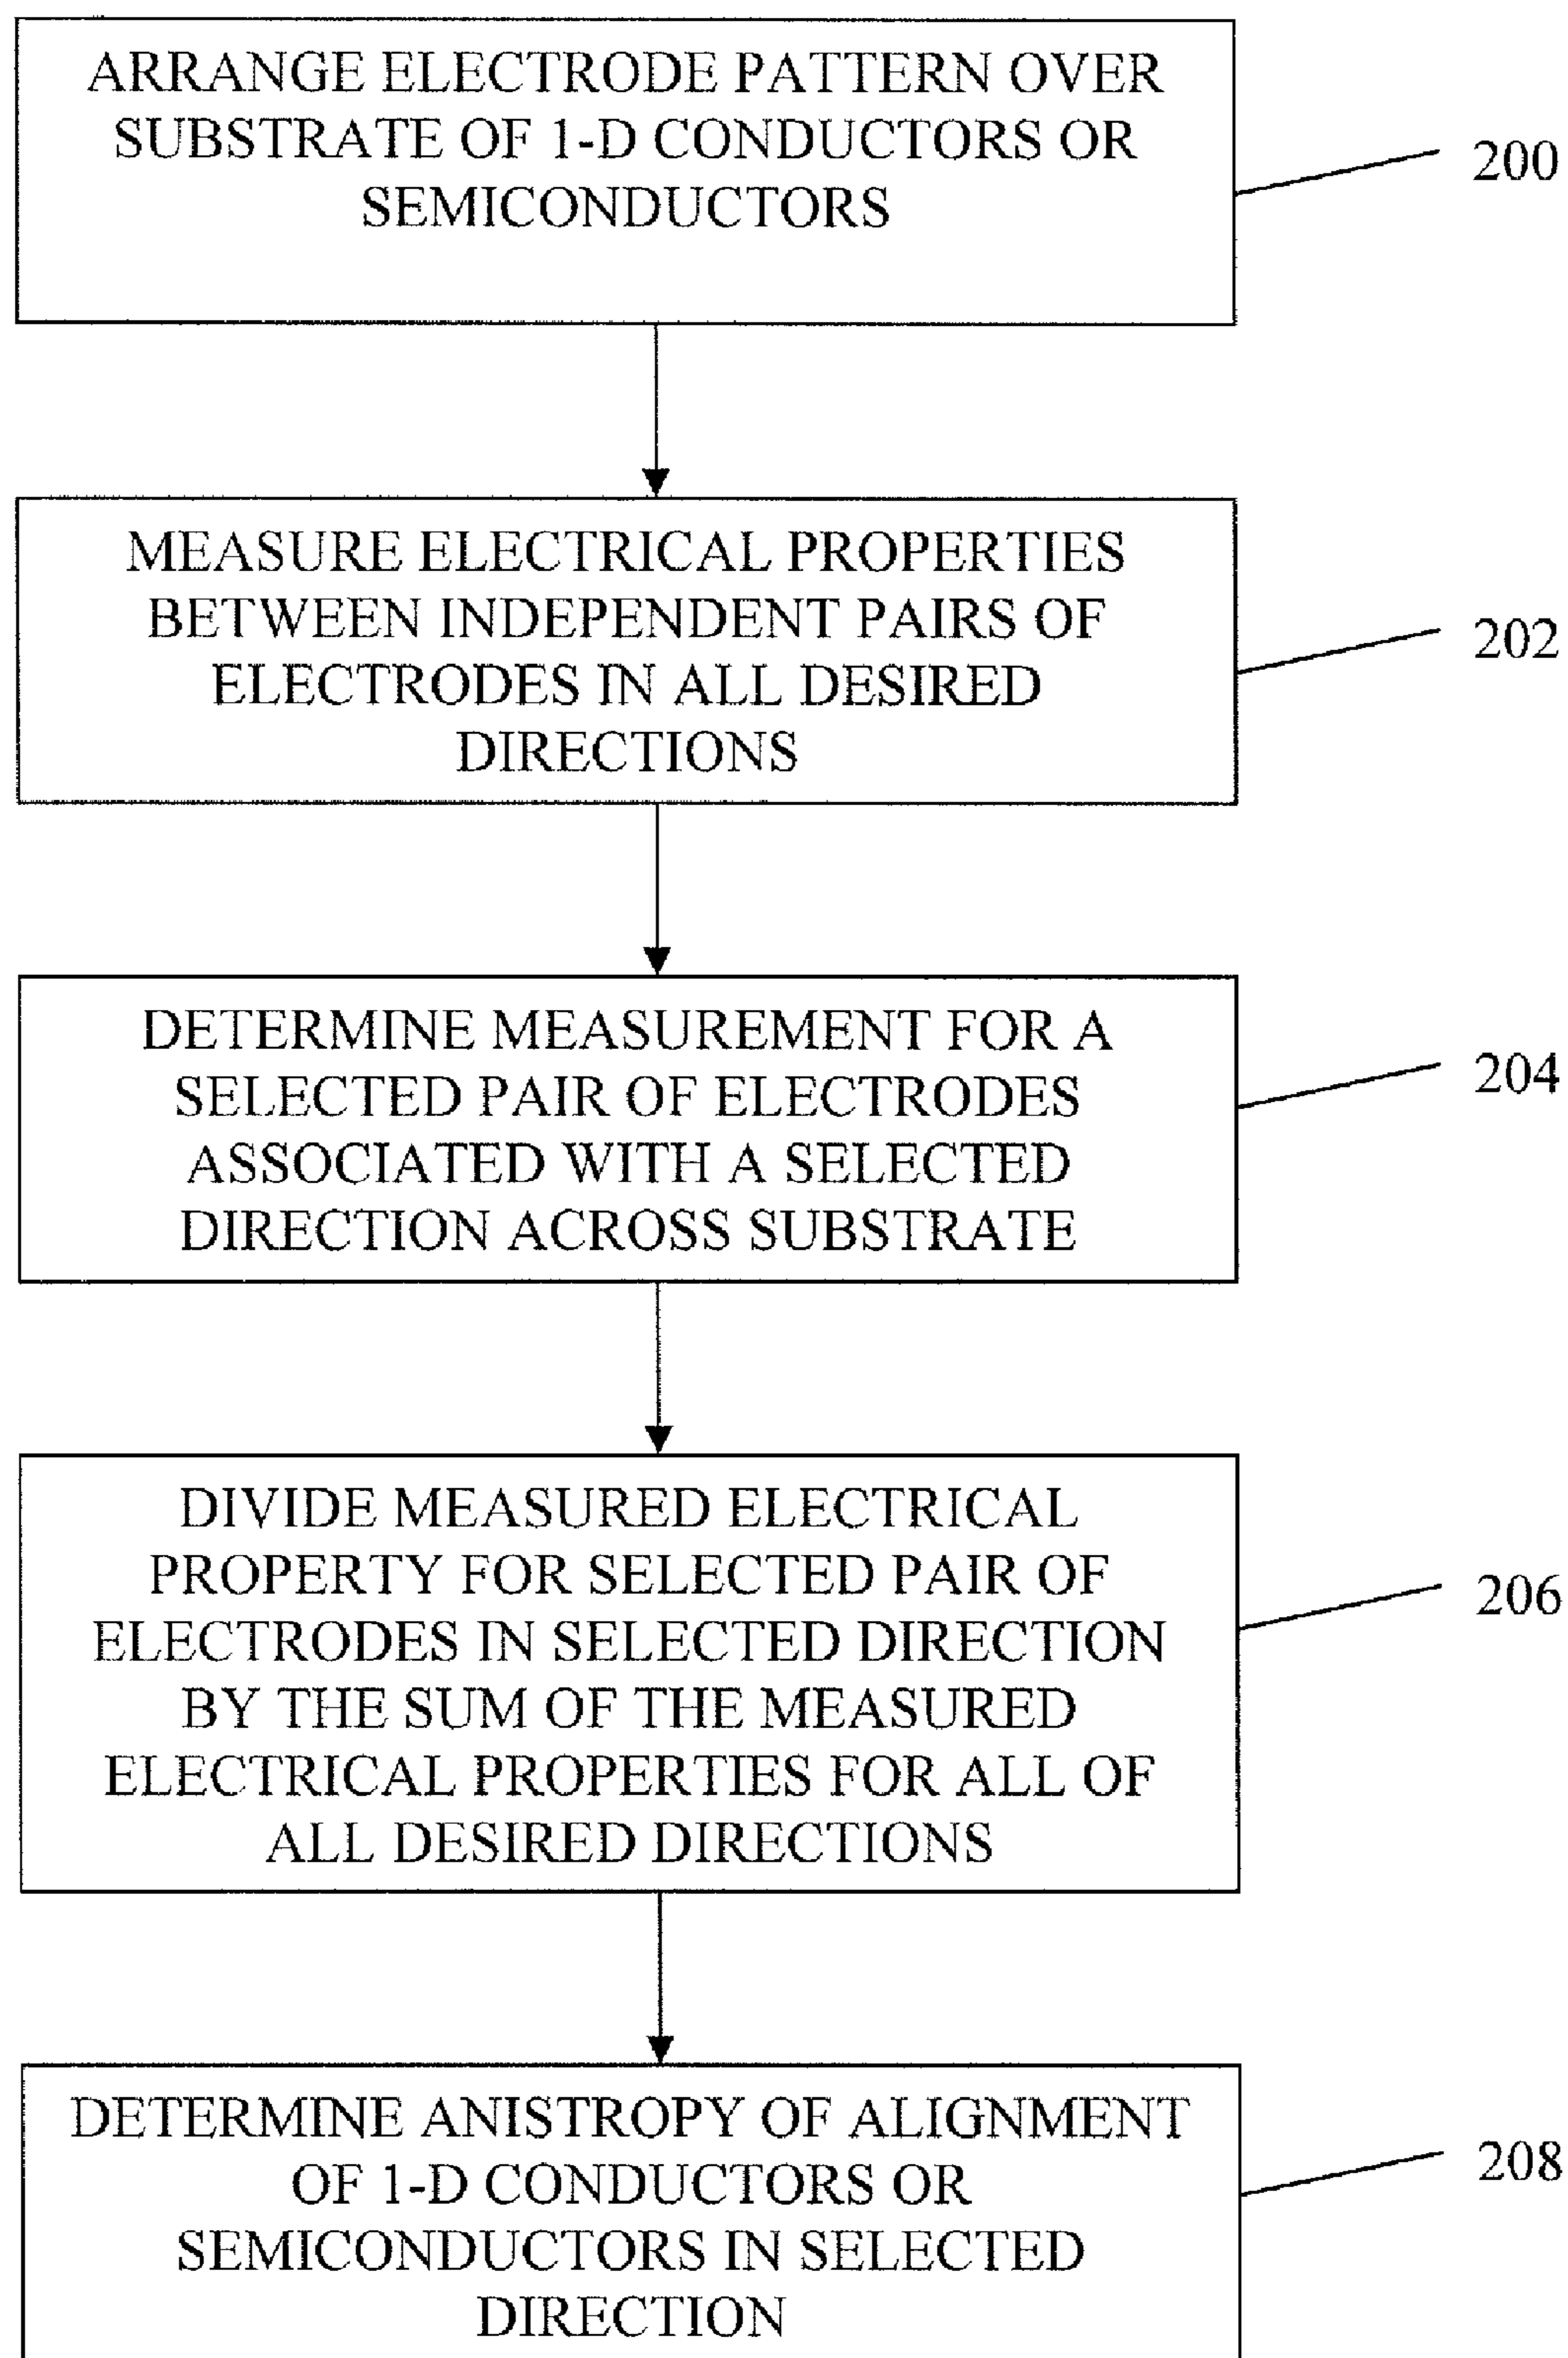 ARRANGE ELECTRODE PATTERN OVER
SUBSTRATE OF 1-D CONDUCTORS OR
SEMICONDUCTORS
200
MEASURE ELECTRICAL PROPERTIES
BETWEEN INDEPENDENT PAIRS OF
ELECTRODES IN ALL DESIRED
DIRECTIONS
202
DETERMINE MEASUREMENT FOR A
SELECTED PAIR OF ELECTRODES
ASSOCIATED WITH A SELECTED
DIRECTION ACROSS SUBSTRATE
204
DIVIDE MEASURED ELECTRICAL
PROPERTY FOR SELECTED PAIR OF
ELECTRODES IN SELECTED DIRECTION
BY THE SUM OF THE MEASURED
ELECTRICAL PROPERTIES FOR ALL OF
ALL DESIRED DIRECTIONS
206
DETERMINE ANISTROPY OF ALIGNMENT
OF 1-D CONDUCTORS OR
SEMICONDUCTORS IN SELECTED
DIRECTION
208